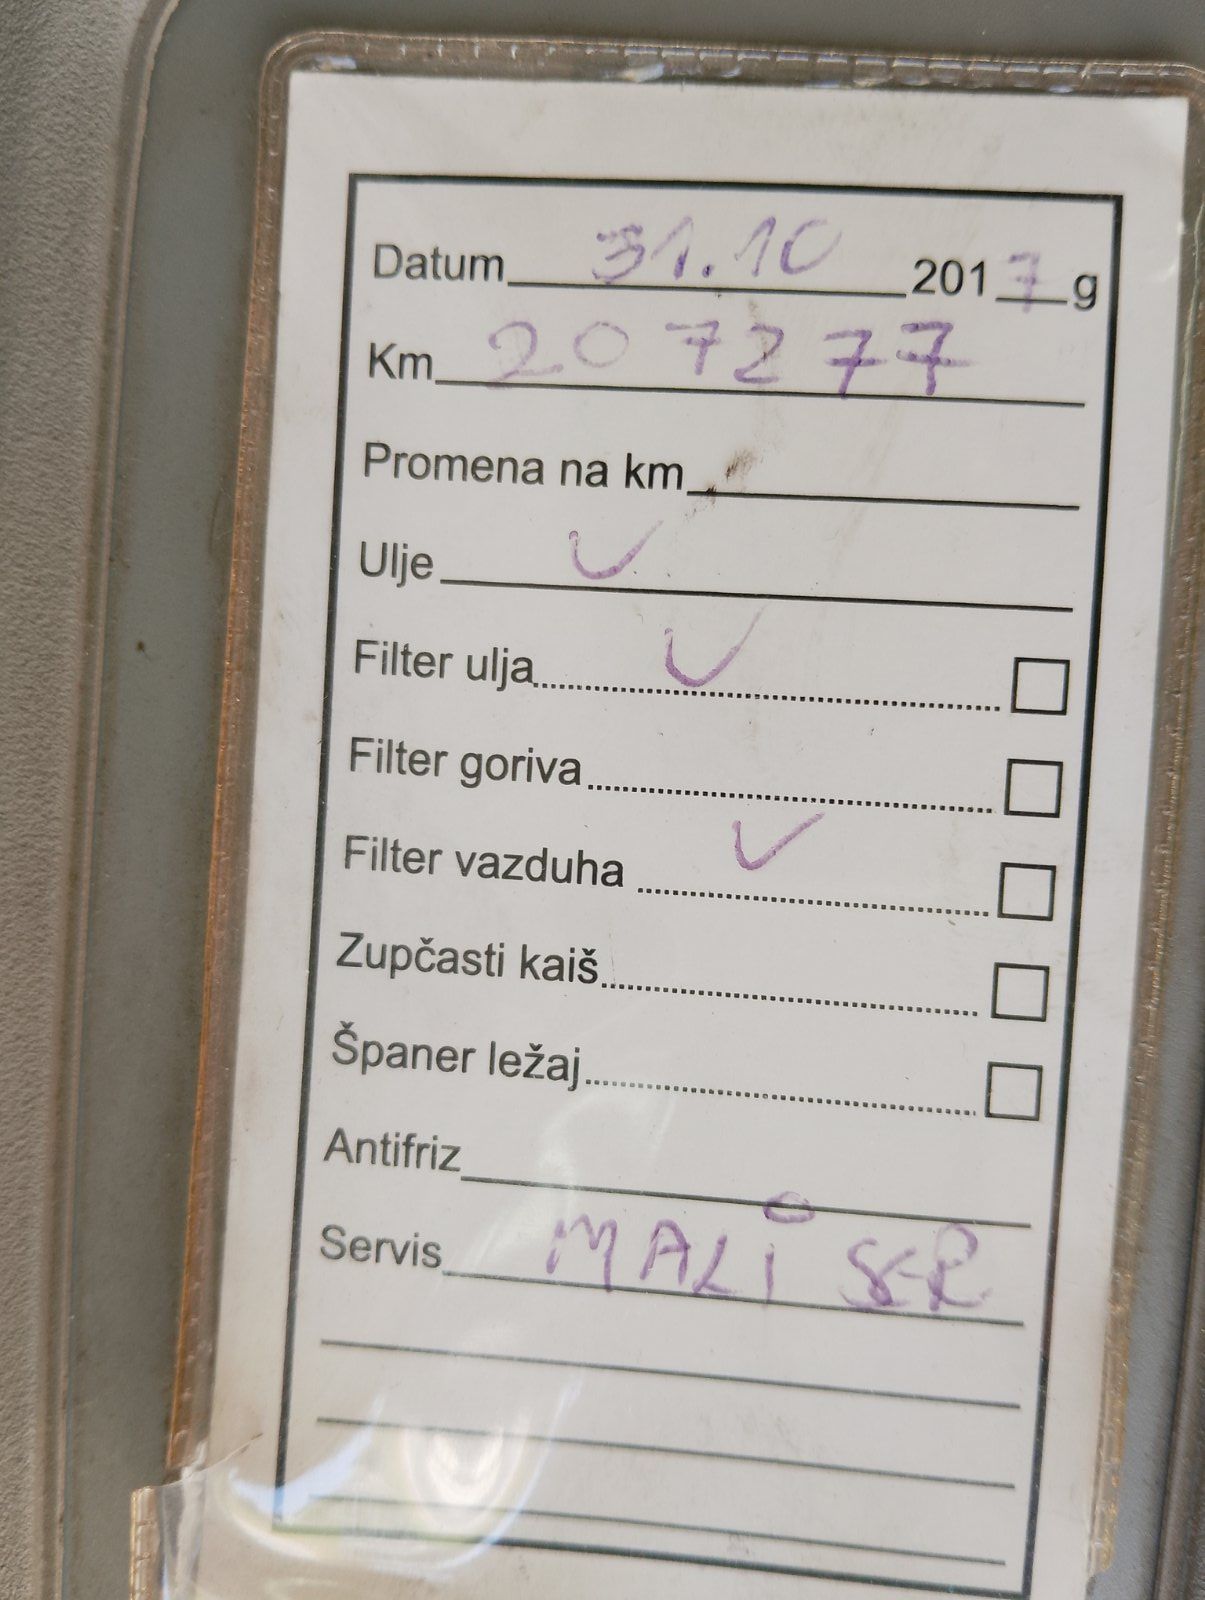 Datum 31.10 2017 g
Km 207277
Promena na km
Ulje ✓
Filter ulja ✓
Filter goriva
Filter vazduha ✓
Zupčasti kaiš
Španer ležaj
Antifriz
Servis MALI SER